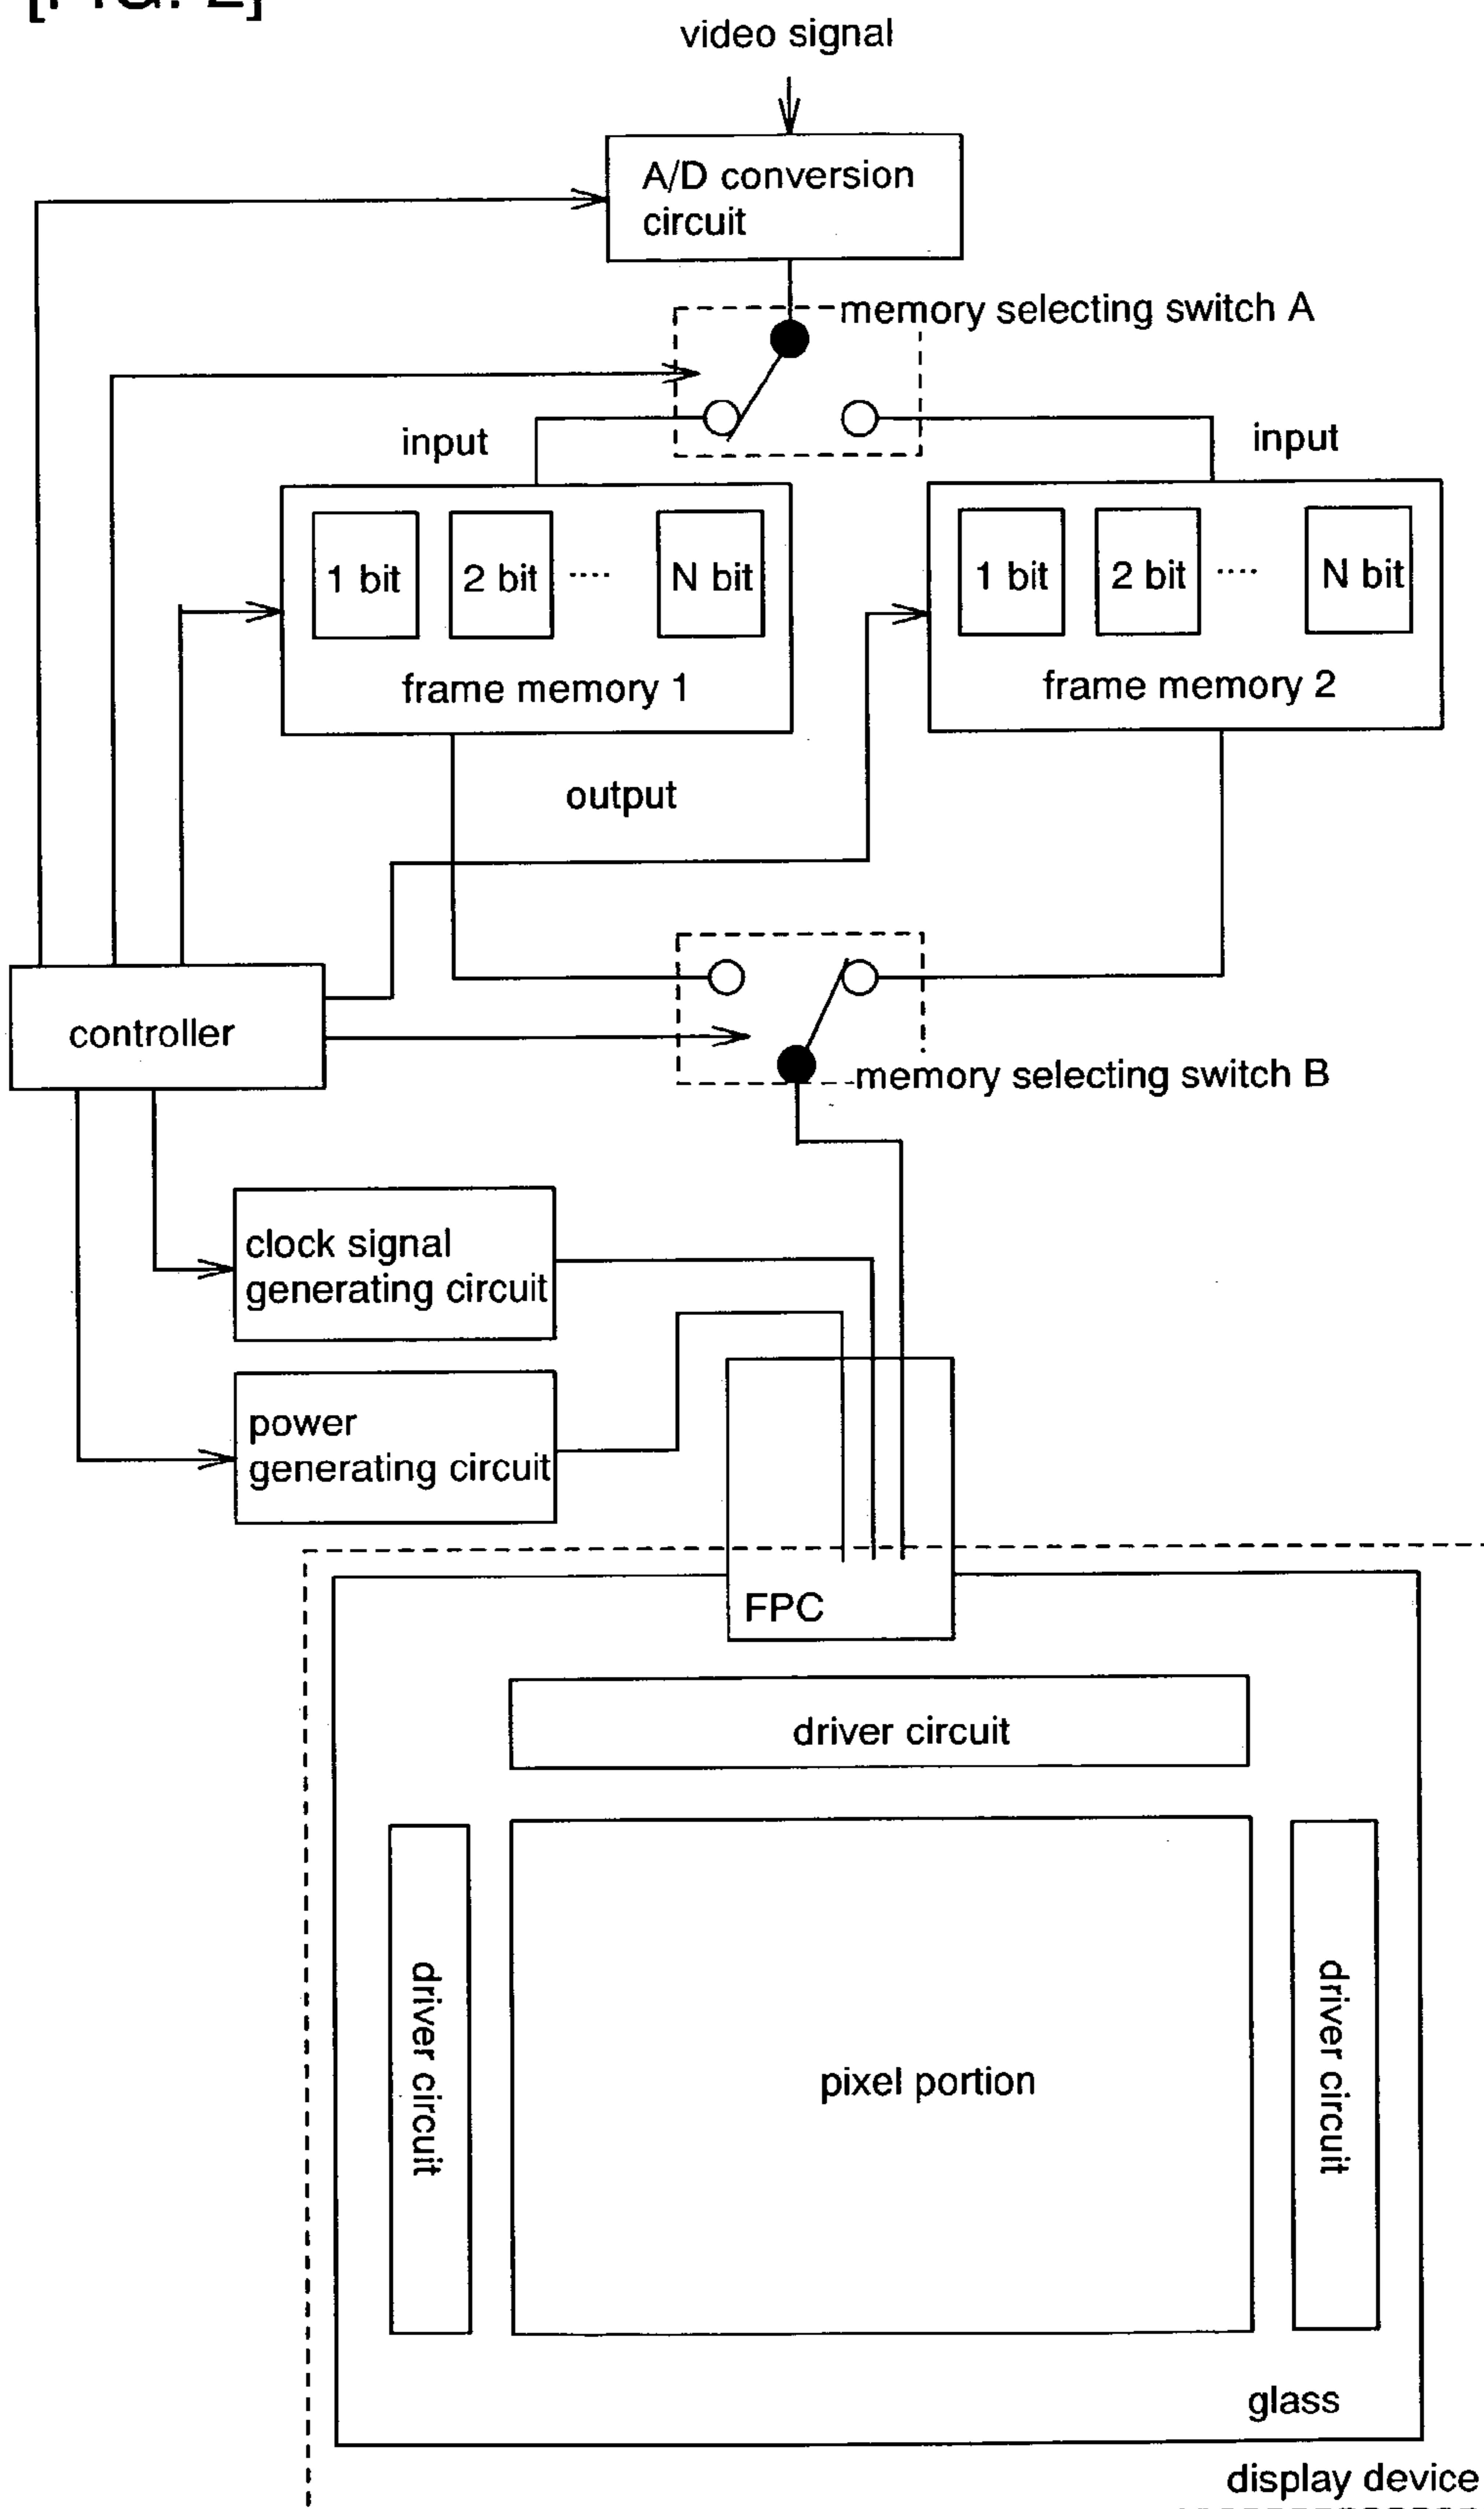 video signal
A/D conversion
circuit
memory selecting switch A
input
input
1 bit
2 bit
....
N bit
1 bit
2 bit
....
N bit
frame memory 1
frame memory 2
output
controller
memory selecting switch B
clock signal
generating circuit
power
generating circuit
FPC
driver circuit
driver circuit
pixel portion
driver circuit
glass
display device